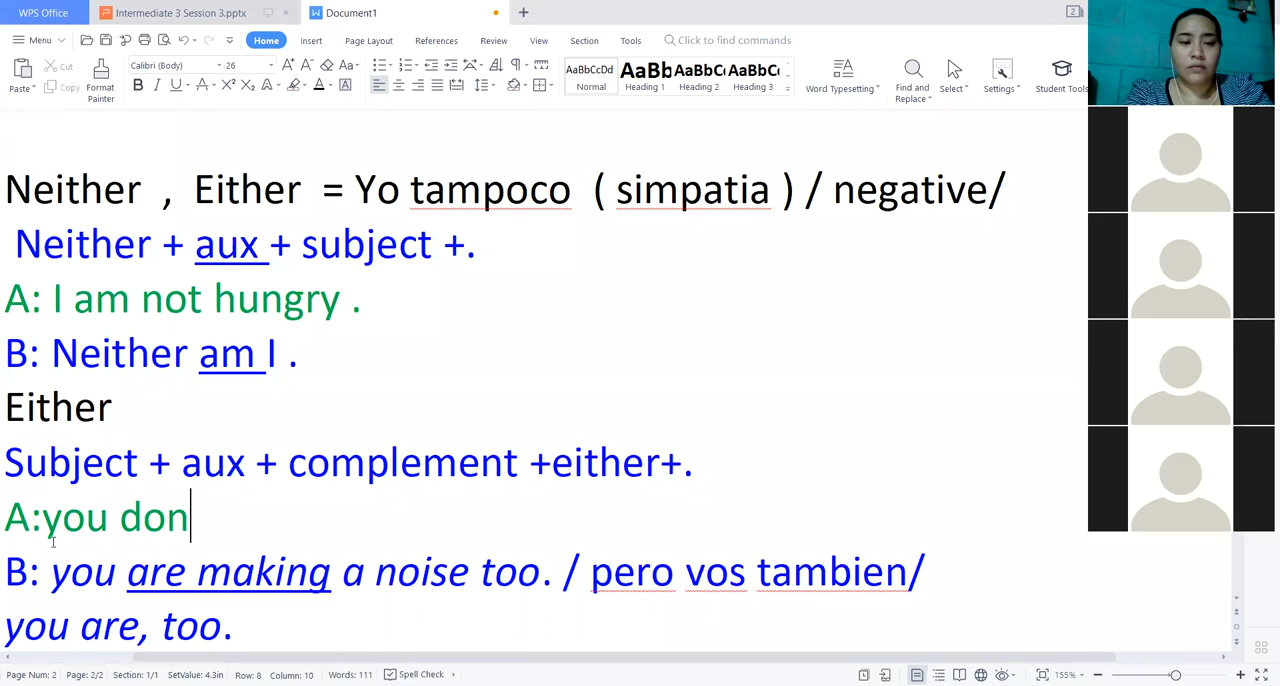 WPS Office Intermediate 3 Session 3.pptx Document1 + 2
Menu Home Insert Page Layout References Review View Section Tools Click to find commands
Paste Cut Copy Format Painter Calibri (Body) 26 AaBbCcDd Normal AaBb Heading 1 AaBbC Heading 2 AaBbC Heading 3 Word Typesetting Find and Replace Select Settings Student Tools
Neither , Either = Yo tampoco ( simpatia ) / negative/
Neither + aux + subject +.
A: I am not hungry .
B: Neither am I .
Either
Subject + aux + complement +either+.
A:you don
B: you are making a noise too. / pero vos tambien/
you are, too.
Page Num: 2 Page: 2/2 Section: 1/1 SetValue: 4.3in Row: 8 Column: 10 Words: 111 Spell Check 155%